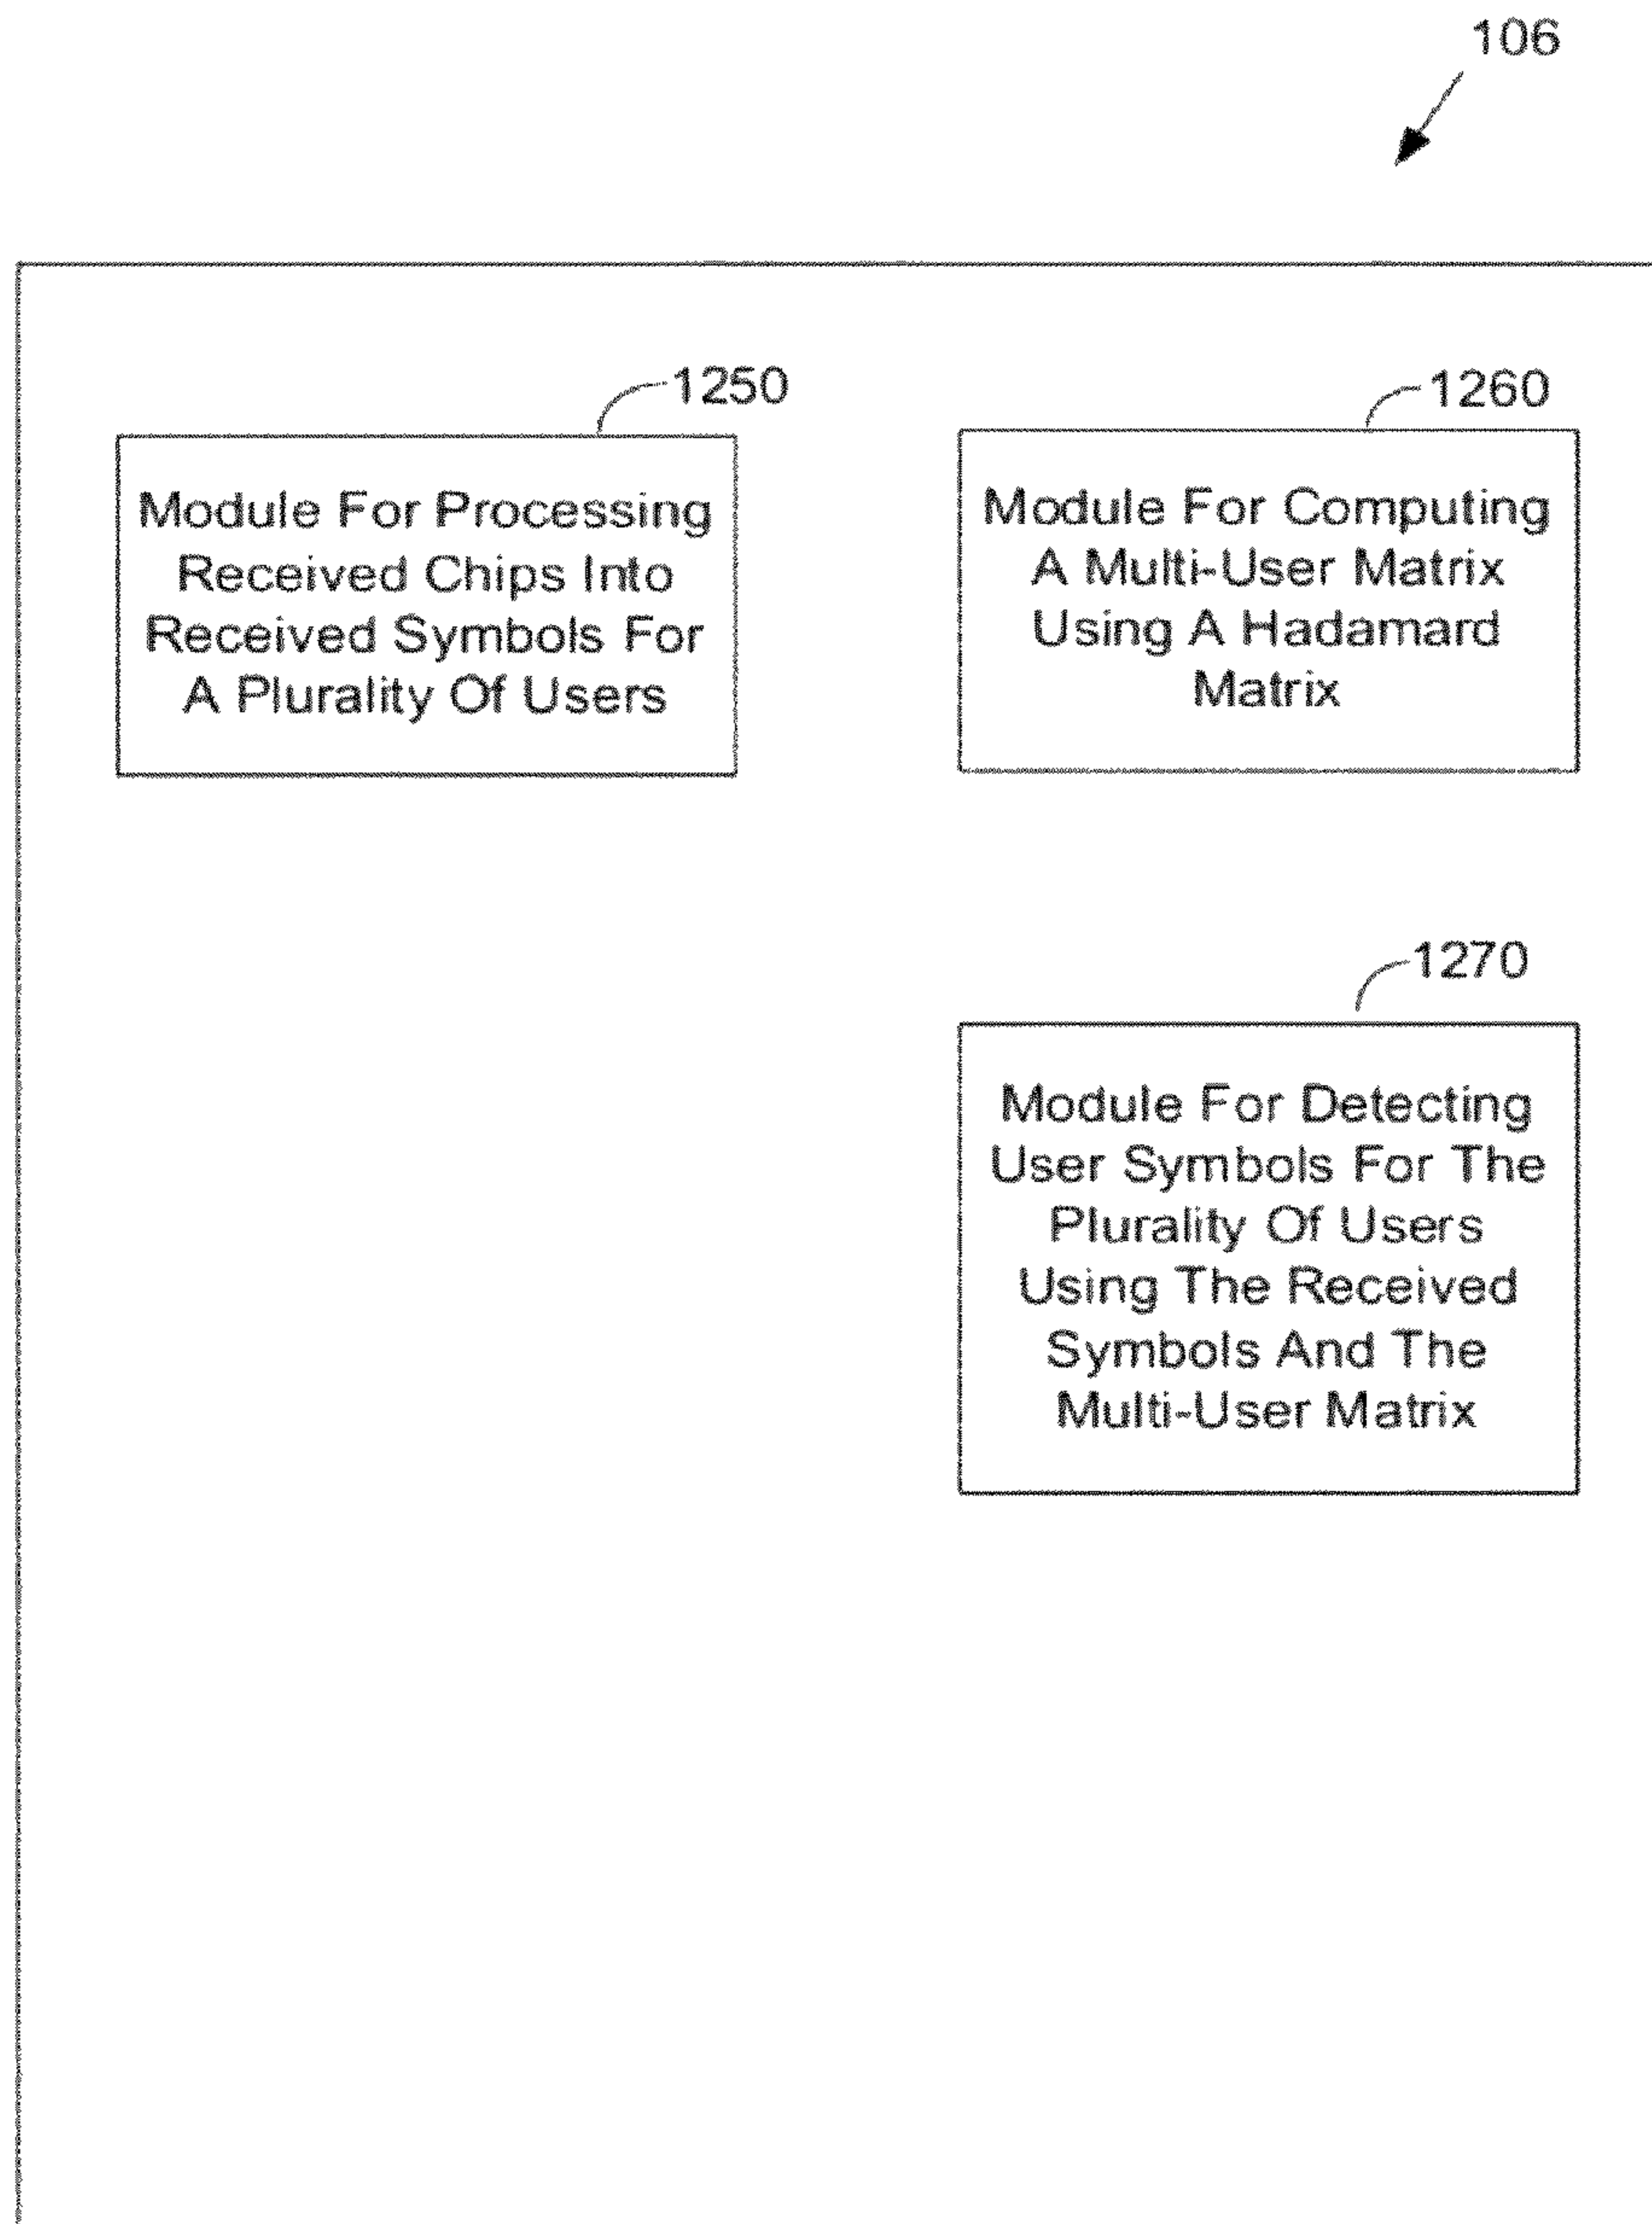 106
1250
Module For Processing
Received Chips Into
Received Symbols For
A Plurality Of Users
1260
Module For Computing
A Multi-User Matrix
Using A Hadamard
Matrix
1270
Module For Detecting
User Symbols For The
Plurality Of Users
Using The Received
Symbols And The
Multi-User Matrix